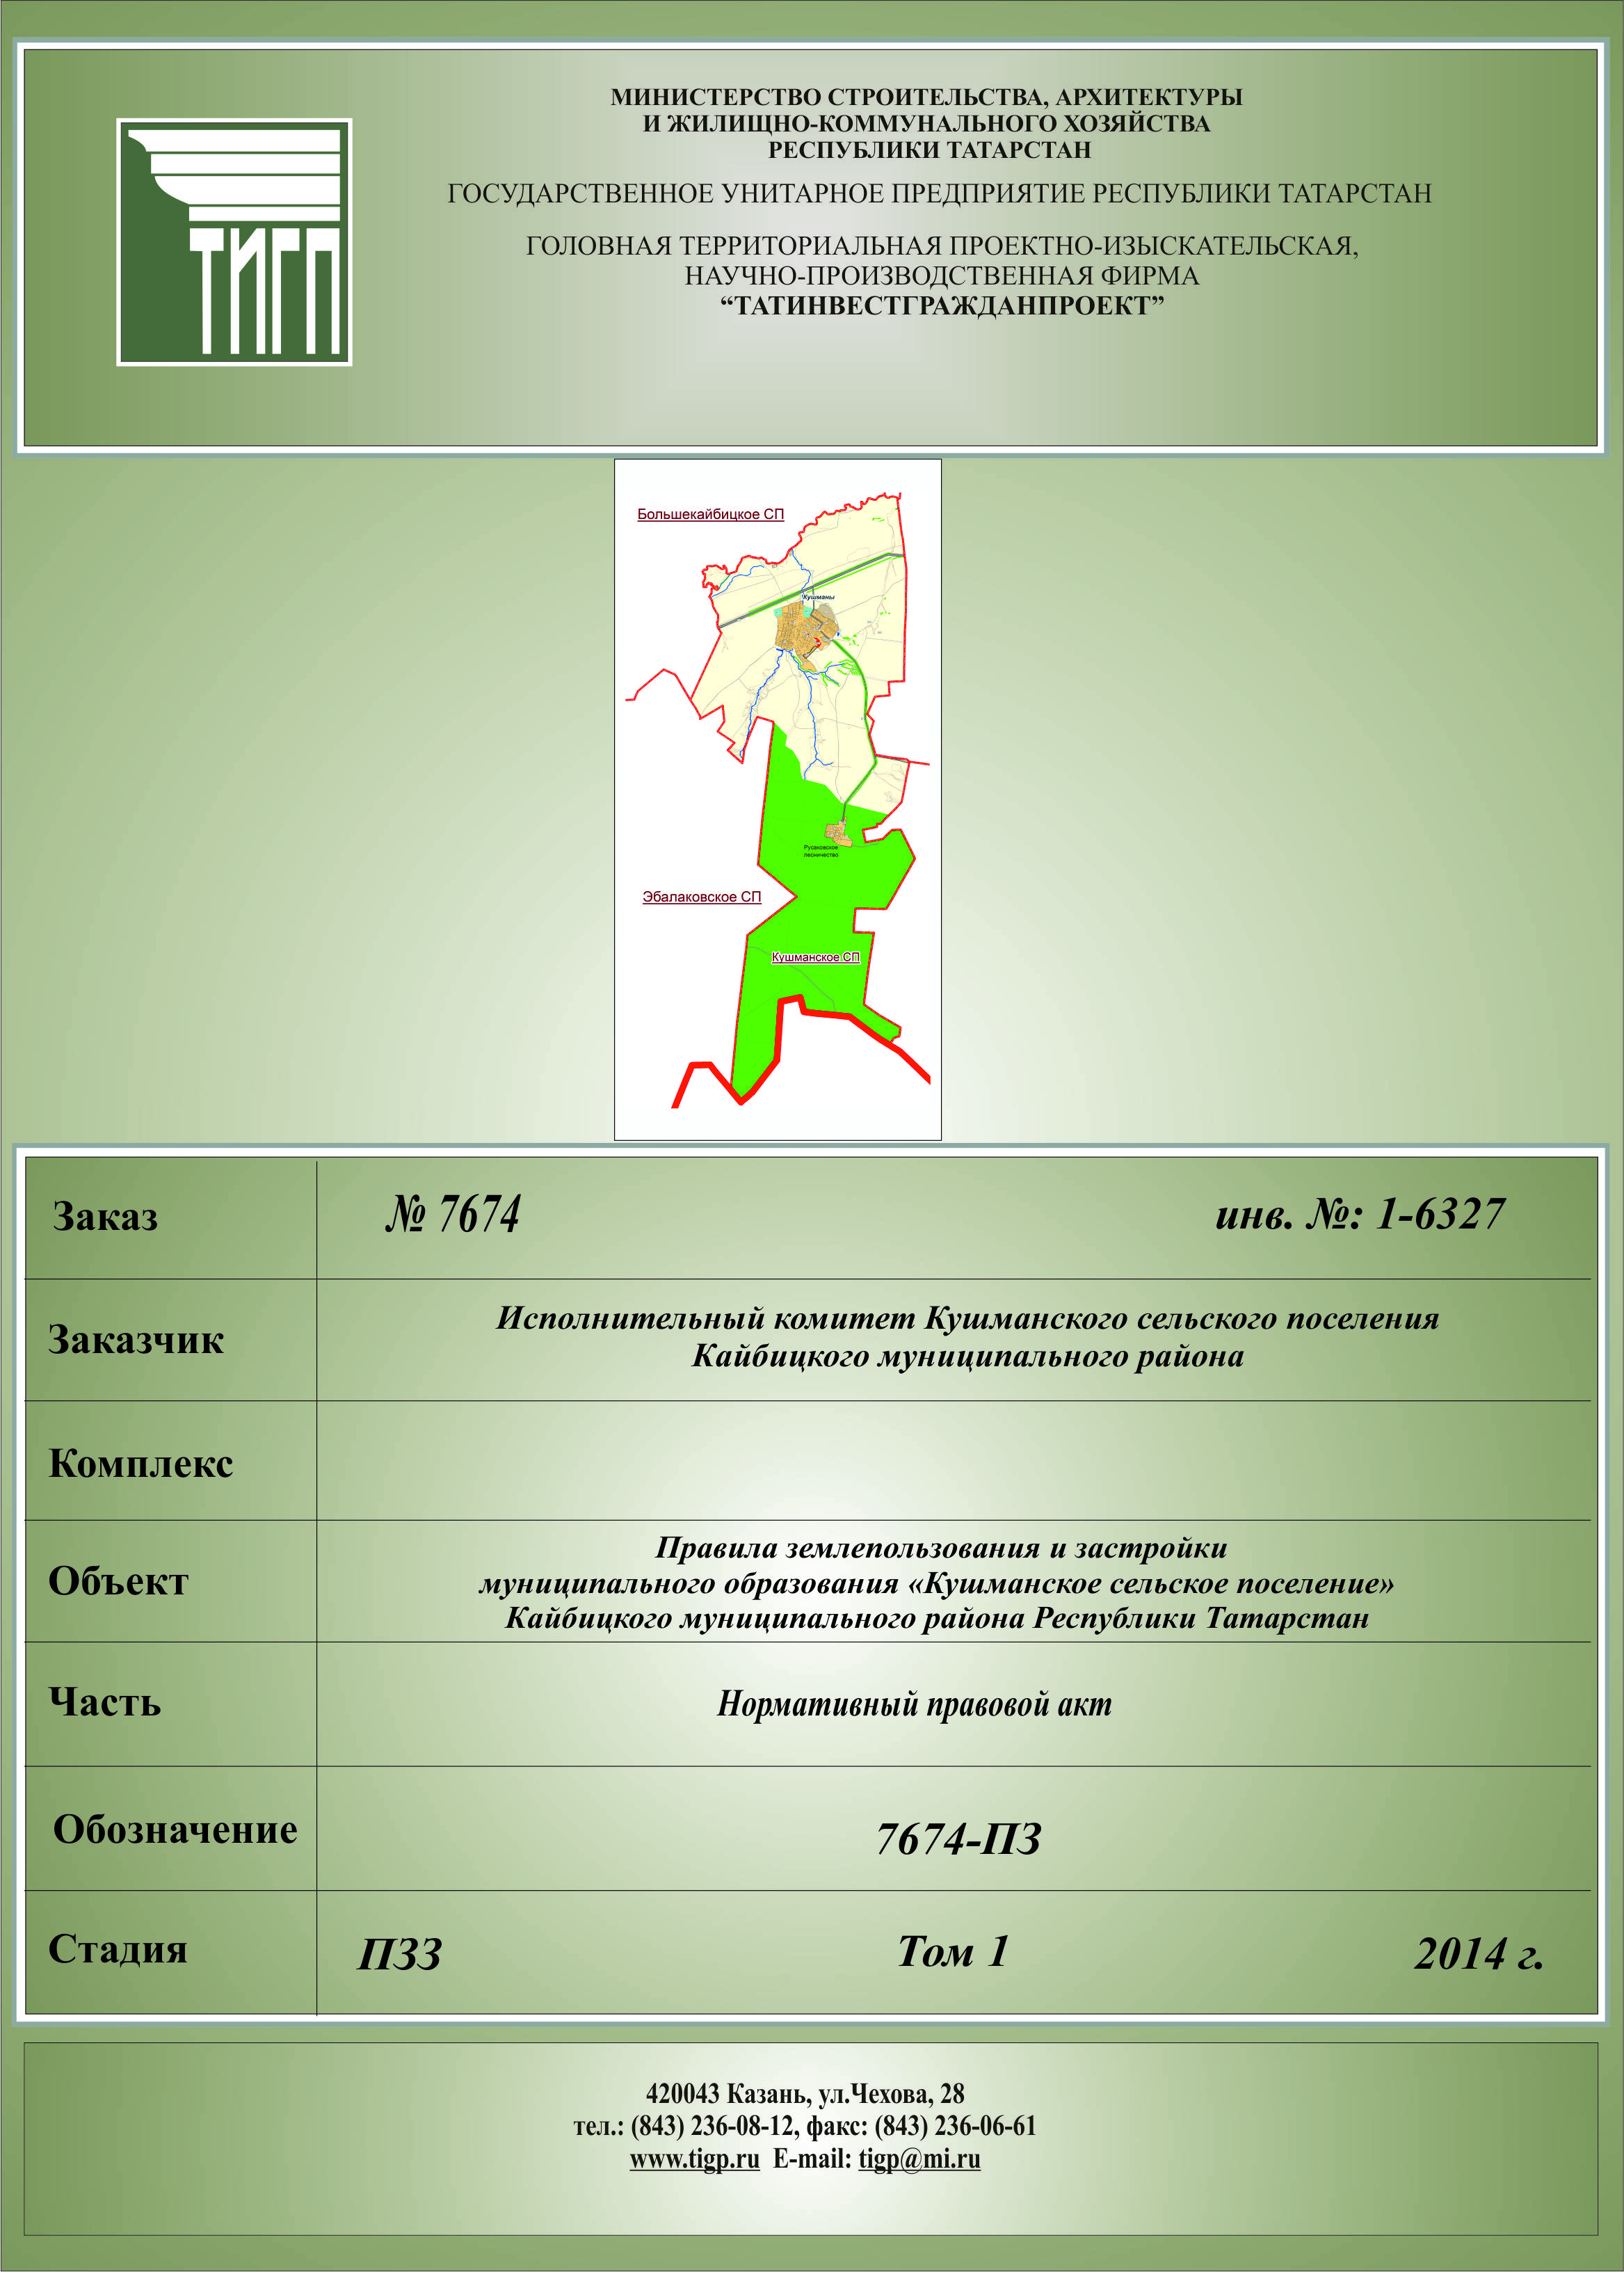 МИНИСТЕРСТВО СТРОИТЕЛЬСТВА, АРХИТЕКТУРЫ
И ЖИЛИЩНО-КОММУНАЛЬНОГО ХОЗЯЙСТВА
РЕСПУБЛИКИ ТАТАРСТАН
ГОСУДАРСТВЕННОЕ УНИТАРНОЕ ПРЕДПРИЯТИЕ РЕСПУБЛИКИ ТАТАРСТАН
ГОЛОВНАЯ ТЕРРИТОРИАЛЬНАЯ ПРОЕКТНО-ИЗЫСКАТЕЛЬСКАЯ,
НАУЧНО-ПРОИЗВОДСТВЕННАЯ ФИРМА
“ТАТИНВЕСТГРАЖДАНПРОЕКТ”
ТИГП
Большекайбицкое СП
Кушманы
Русаковское
лесничество
Эбалаковское СП
Кушманское СП
Заказ № 7674 инв. №: 1-6327
Заказчик
Исполнительный комитет Кушманского сельского поселения
Кайбицкого муниципального района
Комплекс
Объект
Правила землепользования и застройки
муниципального образования «Кушманское сельское поселение»
Кайбицкого муниципального района Республики Татарстан
Часть Нормативный правовой акт
Обозначение 7674-ПЗ
Стадия ПЗЗ Том 1 2014 г.
420043 Казань, ул.Чехова, 28
тел.: (843) 236-08-12, факс: (843) 236-06-61
www.tigp.ru E-mail: tigp@mi.ru